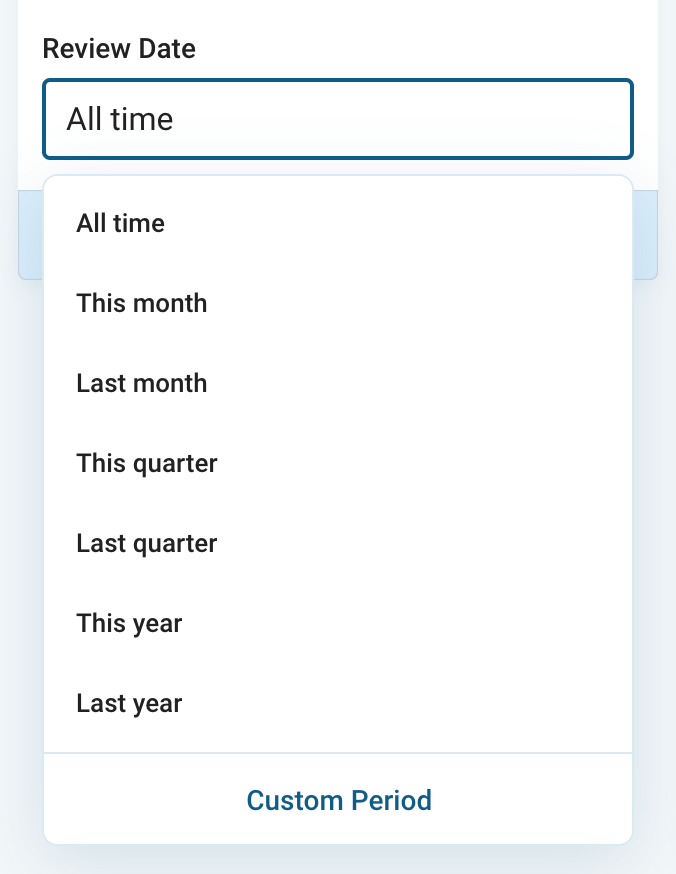 Review Date
All time
All time
This month
Last month
This quarter
Last quarter
This year
Last year
Custom Period